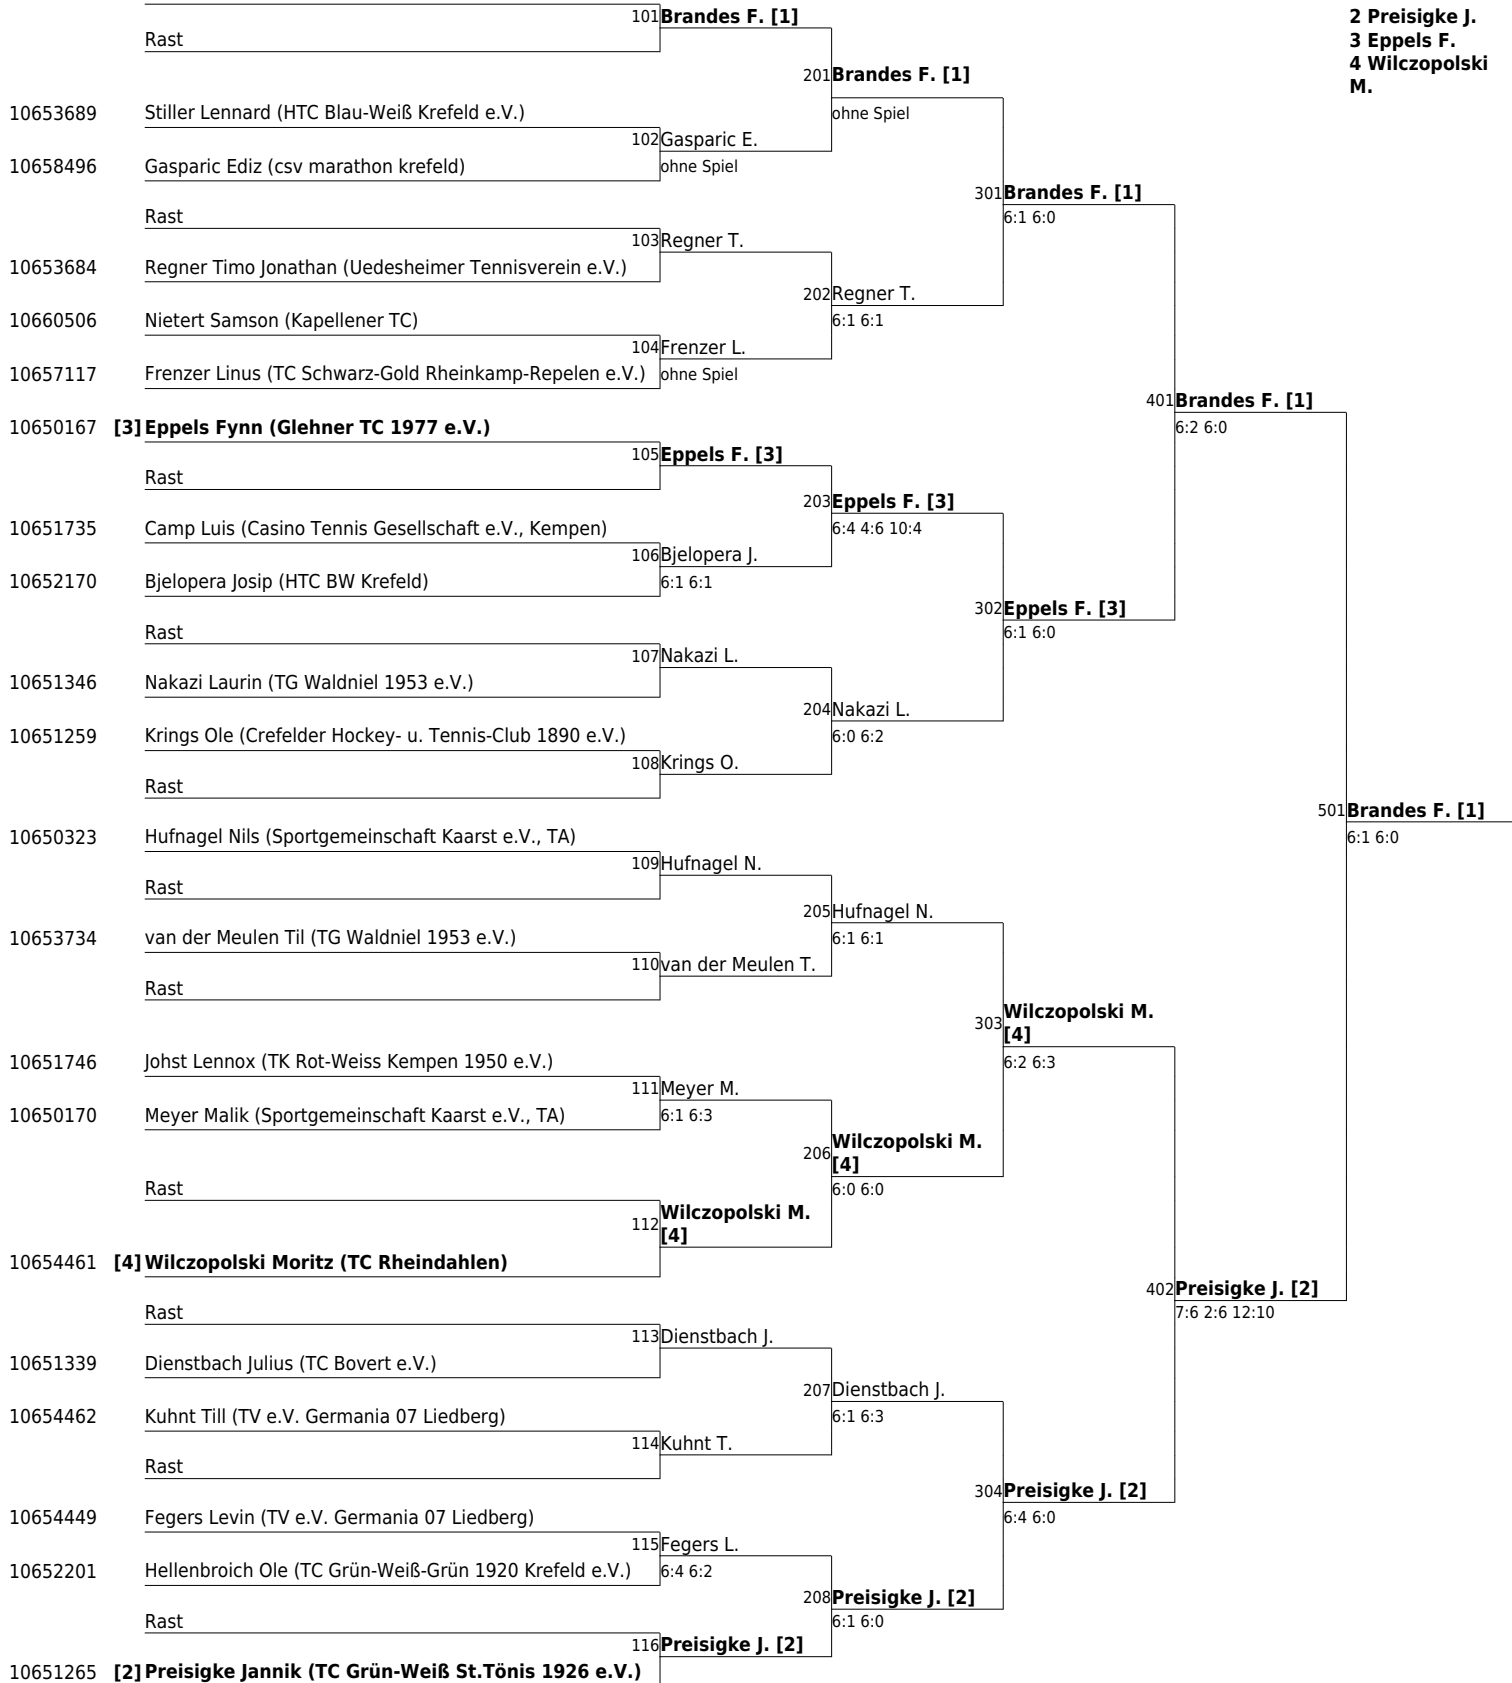 101 Brandes F. [1]
2 Preisigke J.
3 Eppels F.
4 Wilczopolski
M.
Rast
201 Brandes F. [1]
10653689 Stiller Lennard (HTC Blau-Weiß Krefeld e.V.)
ohne Spiel
102 Gasparic E.
10658496 Gasparic Ediz (csv marathon krefeld)
ohne Spiel
301 Brandes F. [1]
Rast
6:1 6:0
103 Regner T.
10653684 Regner Timo Jonathan (Uedesheimer Tennisverein e.V.)
202 Regner T.
10660506 Nietert Samson (Kapellener TC)
6:1 6:1
104 Frenzer L.
10657117 Frenzer Linus (TC Schwarz-Gold Rheinkamp-Repelen e.V.)
ohne Spiel
401 Brandes F. [1]
10650167 [3] Eppels Fynn (Glehner TC 1977 e.V.)
6:2 6:0
105 Eppels F. [3]
Rast
203 Eppels F. [3]
10651735 Camp Luis (Casino Tennis Gesellschaft e.V., Kempen)
6:4 4:6 10:4
106 Bjelopera J.
10652170 Bjelopera Josip (HTC BW Krefeld)
6:1 6:1
302 Eppels F. [3]
Rast
6:1 6:0
107 Nakazi L.
10651346 Nakazi Laurin (TG Waldniel 1953 e.V.)
204 Nakazi L.
10651259 Krings Ole (Crefelder Hockey- u. Tennis-Club 1890 e.V.)
6:0 6:2
108 Krings O.
Rast
501 Brandes F. [1]
10650323 Hufnagel Nils (Sportgemeinschaft Kaarst e.V., TA)
6:1 6:0
109 Hufnagel N.
Rast
205 Hufnagel N.
10653734 van der Meulen Til (TG Waldniel 1953 e.V.)
6:1 6:1
110 van der Meulen T.
Rast
303 Wilczopolski M.
[4]
10651746 Johst Lennox (TK Rot-Weiss Kempen 1950 e.V.)
6:2 6:3
111 Meyer M.
10650170 Meyer Malik (Sportgemeinschaft Kaarst e.V., TA)
6:1 6:3
206 Wilczopolski M.
[4]
Rast
6:0 6:0
112 Wilczopolski M.
[4]
10654461 [4] Wilczopolski Moritz (TC Rheindahlen)
402 Preisigke J. [2]
Rast
7:6 2:6 12:10
113 Dienstbach J.
10651339 Dienstbach Julius (TC Bovert e.V.)
207 Dienstbach J.
10654462 Kuhnt Till (TV e.V. Germania 07 Liedberg)
6:1 6:3
114 Kuhnt T.
Rast
304 Preisigke J. [2]
10654449 Fegers Levin (TV e.V. Germania 07 Liedberg)
6:4 6:0
115 Fegers L.
10652201 Hellenbroich Ole (TC Grün-Weiß-Grün 1920 Krefeld e.V.)
6:4 6:2
208 Preisigke J. [2]
Rast
6:1 6:0
116 Preisigke J. [2]
10651265 [2] Preisigke Jannik (TC Grün-Weiß St.Tönis 1926 e.V.)